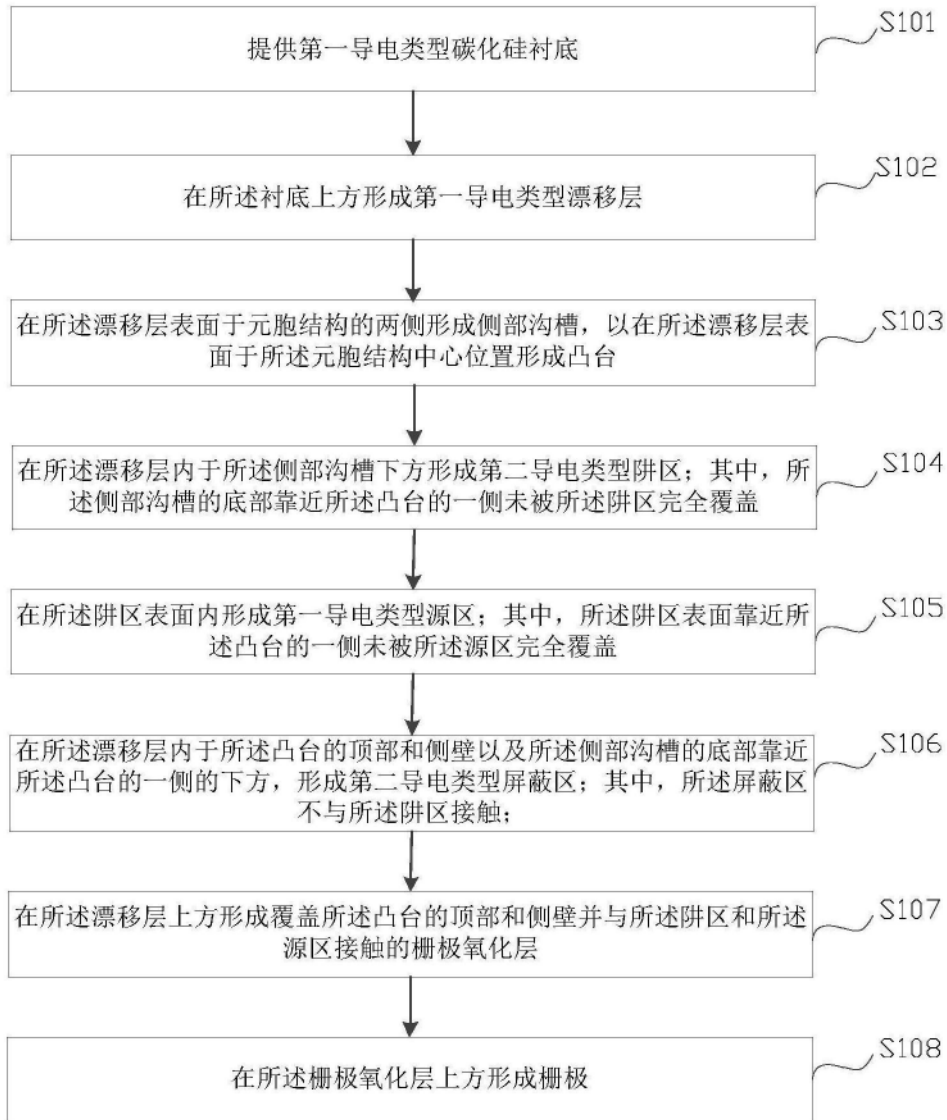 提供第一导电类型碳化硅衬底
S101
在所述衬底上方形成第一导电类型漂移层
S102
在所述漂移层表面于元胞结构的两侧形成侧部沟槽，以在所述漂移层表
面于所述元胞结构中心位置形成凸台
S103
在所述漂移层内于所述侧部沟槽下方形成第二导电类型阱区；其中，所
述侧部沟槽的底部靠近所述凸台的一侧未被所述阱区完全覆盖
S104
在所述阱区表面内形成第一导电类型源区；其中，所述阱区表面靠近所
述凸台的一侧未被所述源区完全覆盖
S105
在所述漂移层内于所述凸台的顶部和侧壁以及所述侧部沟槽的底部靠近
所述凸台的一侧的下方，形成第二导电类型屏蔽区；其中，所述屏蔽区
不与所述阱区接触；
S106
在所述漂移层上方形成覆盖所述凸台的顶部和侧壁并与所述阱区和所述
源区接触的栅极氧化层
S107
在所述栅极氧化层上方形成栅极
S108